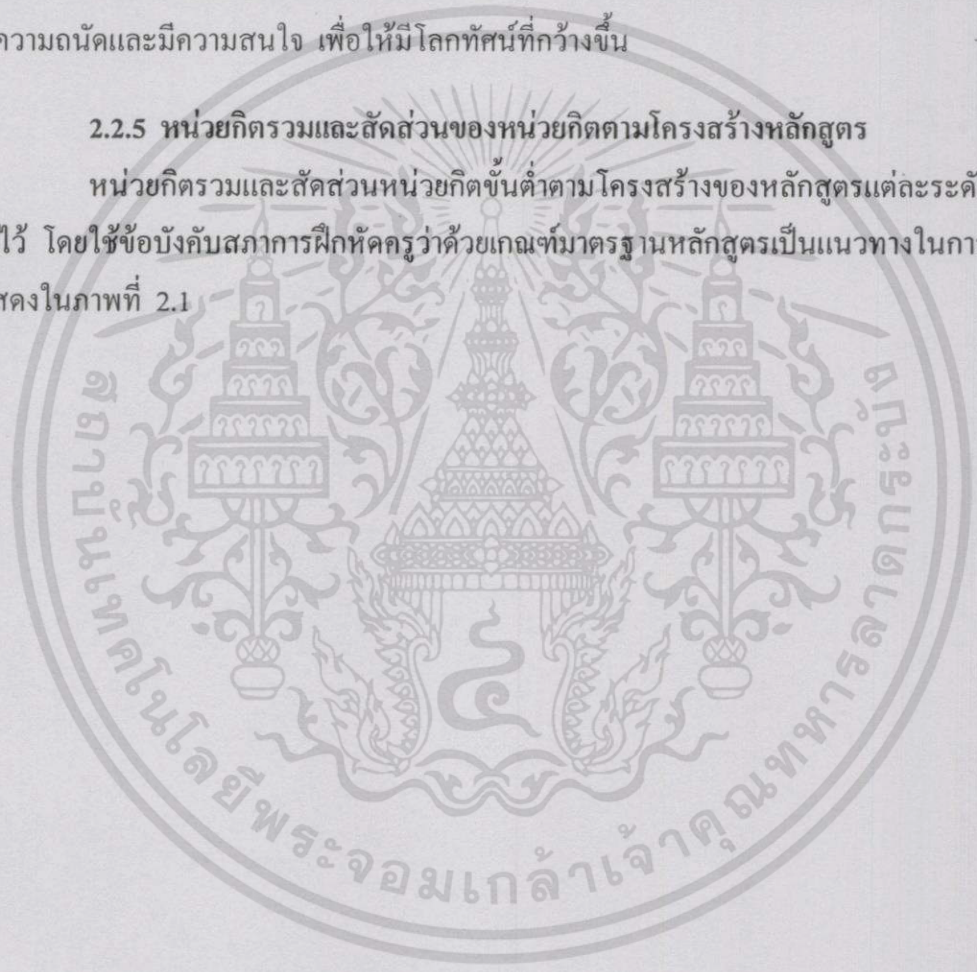 ความถนัดและมีความสนใจ เพื่อให้มีโลกทัศน์ที่กว้างขึ้น
2.2.5 หน่วยกิตรวมและสัดส่วนของหน่วยกิตตามโครงสร้างหลักสูตร
หน่วยกิตรวมและสัดส่วนหน่วยกิตขั้นต่ำตามโครงสร้างของหลักสูตรแต่ละระดั
ไว้ โดยใช้ข้อบังคับสภาการฝึกหัดครูว่าด้วยเกณฑ์มาตรฐานหลักสูตรเป็นแนวทางในกา
สดงในภาพที่ 2.1
สถาบันเทคโนโลยีพระจอมเกล้าเจ้าคุณทหารลาดกระบัง